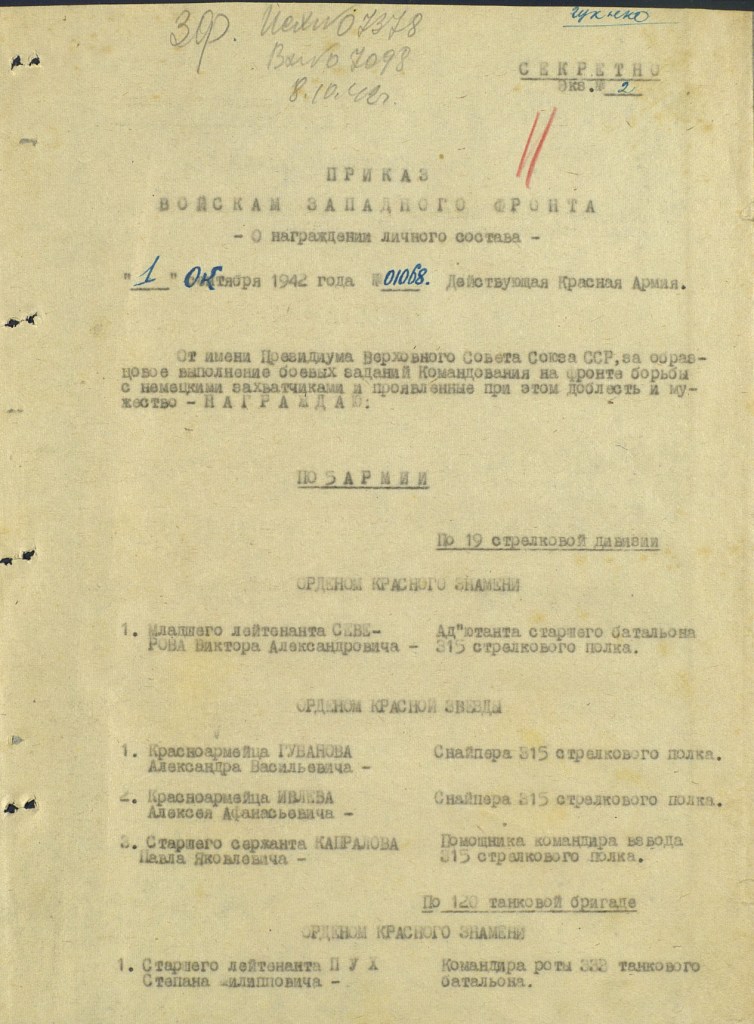 Исх№07378
Вх№ 7098
8.10.42г.
СЕКРЕТНО
Экз.№ 2
ПРИКАЗ
ВОЙСКАМ ЗАПАДНОГО ФРОНТА
- О награждении личного состава -
"1" Октября 1942 года №01068. Действующая Красная Армия.
От имени Президиума Верховного Совета Союза ССР, за образ-
цовое выполнение боевых заданий Командования на фронте борьбы
с немецкими захватчиками и проявленные при этом доблесть и му-
жество - НАГРАЖДАЮ:
ПО 5 АРМИИ
По 19 стрелковой дивизии
ОРДЕНОМ КРАСНОГО ЗНАМЕНИ
1. Младшего лейтенанта СЕВЕ- Ад"ютанта старшего батальона
РОВА Виктора Александровича - 315 стрелкового полка.
ОРДЕНОМ КРАСНОЙ ЗВЕЗДЫ
1. Красноармейца ГУБАНОВА Снайпера 315 стрелкового полка.
Александра Васильевича -
2. Красноармейца ИВЛЕВА Снайпера 315 стрелкового полка.
Алексея Афанасьевича -
3. Старшего сержанта КАПРАЛОВА Помощника командира взвода
Павла Яковлевича - 315 стрелкового полка.
По 120 танковой бригаде
ОРДЕНОМ КРАСНОГО ЗНАМЕНИ
1. Старшего лейтенанта ПУХ Командира роты 332 танкового
Степана Филипповича - батальона.